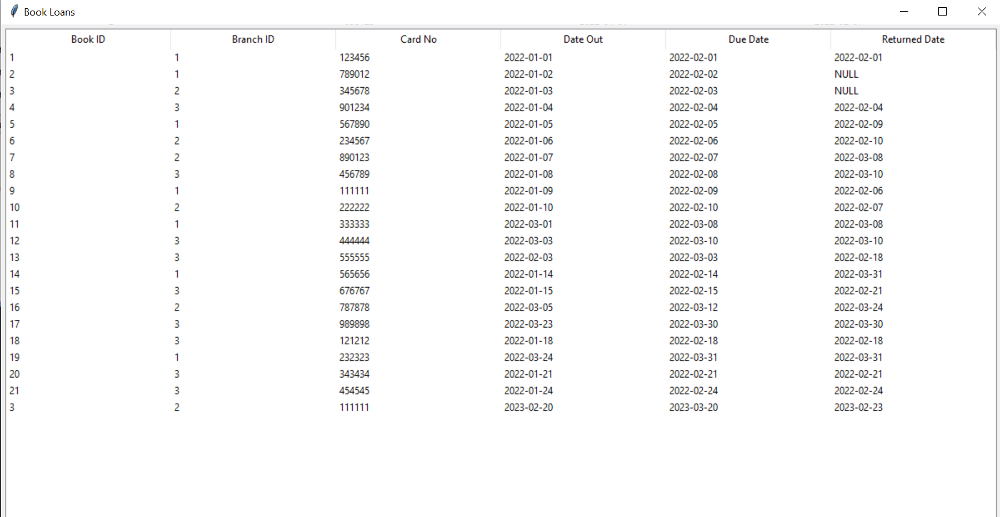 Book Loans
Book ID Branch ID Card No Date Out Due Date Returned Date
1 1 123456 2022-01-01 2022-02-01 2022-02-01
2 1 789012 2022-01-02 2022-02-02 NULL
3 2 345678 2022-01-03 2022-02-03 NULL
4 3 901234 2022-01-04 2022-02-04 2022-02-04
5 1 567890 2022-01-05 2022-02-05 2022-02-09
6 2 234567 2022-01-06 2022-02-06 2022-02-10
7 2 890123 2022-01-07 2022-02-07 2022-03-08
8 3 456789 2022-01-08 2022-02-08 2022-03-10
9 1 111111 2022-01-09 2022-02-09 2022-02-06
10 2 222222 2022-01-10 2022-02-10 2022-02-07
11 1 333333 2022-03-01 2022-03-08 2022-03-08
12 3 444444 2022-03-03 2022-03-10 2022-03-10
13 3 555555 2022-02-03 2022-03-03 2022-02-18
14 1 565656 2022-01-14 2022-02-14 2022-03-31
15 3 676767 2022-01-15 2022-02-15 2022-02-21
16 2 787878 2022-03-05 2022-03-12 2022-03-24
17 3 989898 2022-03-23 2022-03-30 2022-03-30
18 3 121212 2022-01-18 2022-02-18 2022-02-18
19 1 232323 2022-03-24 2022-03-31 2022-03-31
20 3 343434 2022-01-21 2022-02-21 2022-02-21
21 3 454545 2022-01-24 2022-02-24 2022-02-24
3 2 111111 2023-02-20 2023-03-20 2023-02-23